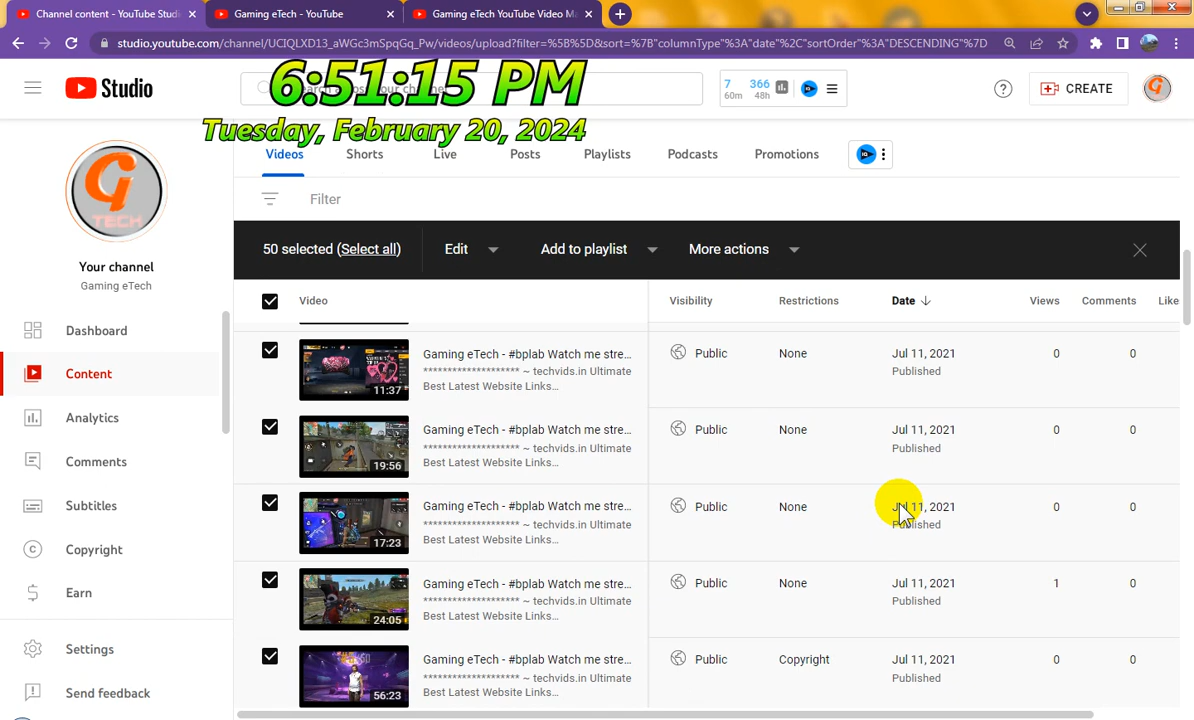 Channel content - YouTube Studi
Gaming eTech - YouTube
Gaming eTech YouTube Video Ma
studio.youtube.com/channel/UCIQLXD13_aWGc3mSpqGq_Pw/videos/upload?filter=%5B%5D&sort=%7B"columnType"%3A"date"%2C"sortOrder"%3A"DESCENDING"%7D
Studio
6:51:15 PM
7 60m
366 48h
CREATE
Tuesday, February 20, 2024
G TECH
Your channel
Gaming eTech
Dashboard
Content
Analytics
Comments
Subtitles
Copyright
Earn
Settings
Send feedback
Videos Shorts Live Posts Playlists Podcasts Promotions
Filter
50 selected (Select all) Edit Add to playlist More actions
Video Visibility Restrictions Date Views Comments Like
Gaming eTech - #bplab Watch me stre... Public None Jul 11, 2021 0 0
******************** ~ techvids.in Ultimate Published
Best Latest Website Links...
11:37
Gaming eTech - #bplab Watch me stre... Public None Jul 11, 2021 0 0
******************** ~ techvids.in Ultimate Published
Best Latest Website Links...
19:56
Gaming eTech - #bplab Watch me stre... Public None Jul 11, 2021 0 0
******************** ~ techvids.in Ultimate Published
Best Latest Website Links...
17:23
Gaming eTech - #bplab Watch me stre... Public None Jul 11, 2021 1 0
******************** ~ techvids.in Ultimate Published
Best Latest Website Links...
24:05
Gaming eTech - #bplab Watch me stre... Public Copyright Jul 11, 2021 0 0
******************** ~ techvids.in Ultimate Published
Best Latest Website Links...
56:23